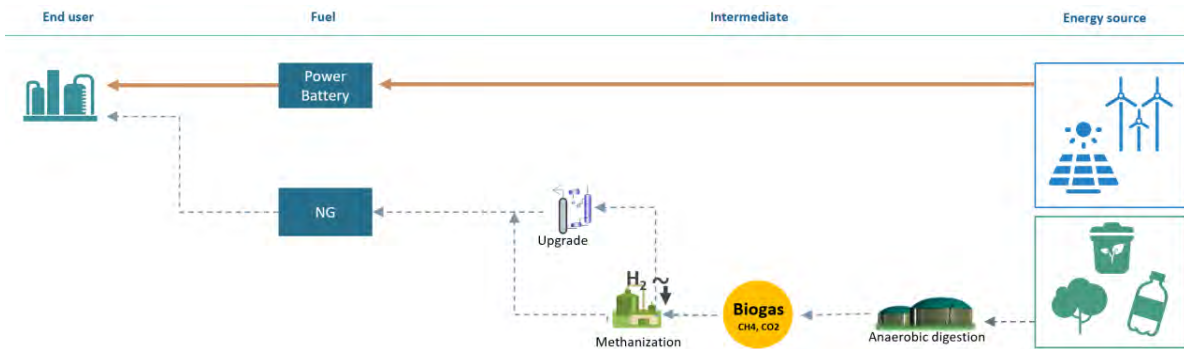 End user
Fuel
Intermediate
Energy source
Power
Battery
NG
Upgrade
H2 ~
Methanization
Biogas
CH4, CO2
Anaerobic digestion